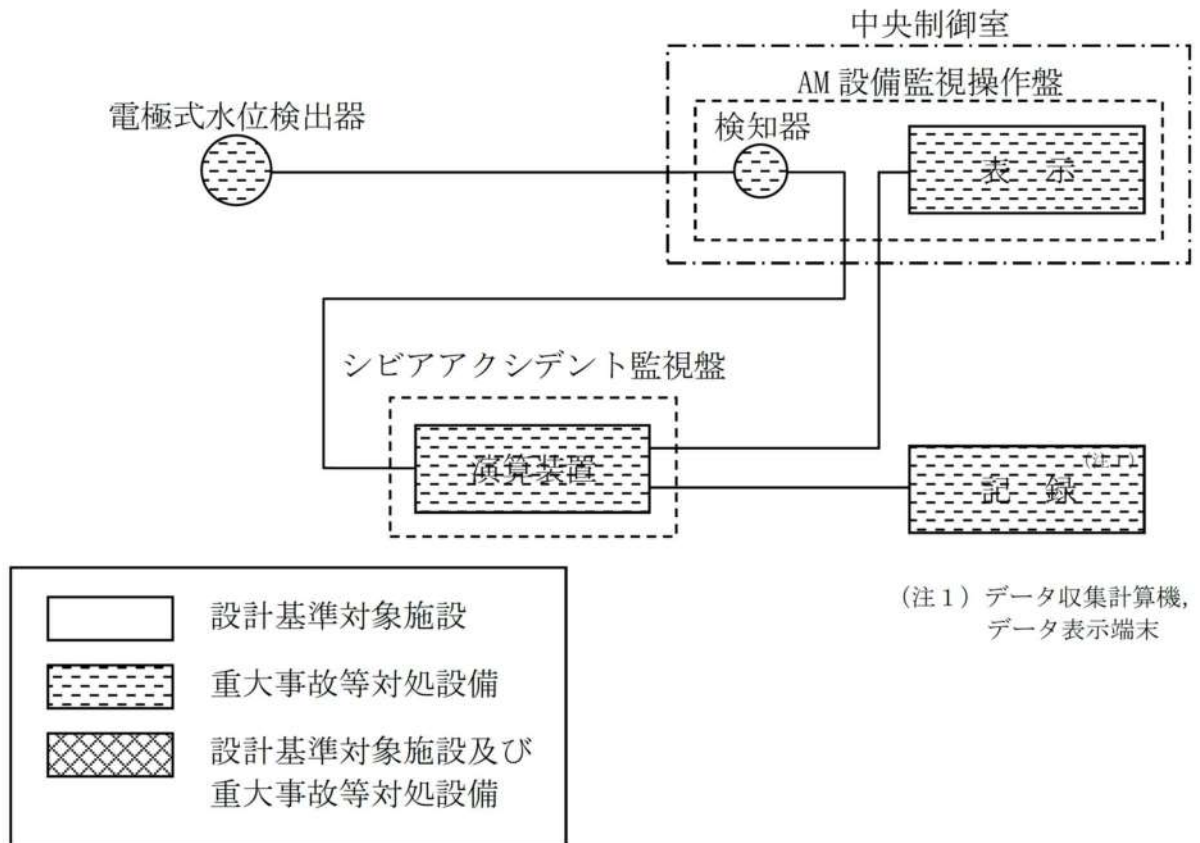 中央制御室
AM 設備監視操作盤
電極式水位検出器
検知器
表 示
シビアアクシデント監視盤
演算装置
(注1)
記 録
設計基準対象施設
重大事故等対処設備
設計基準対象施設及び
重大事故等対処設備
(注1) データ収集計算機,
データ表示端末